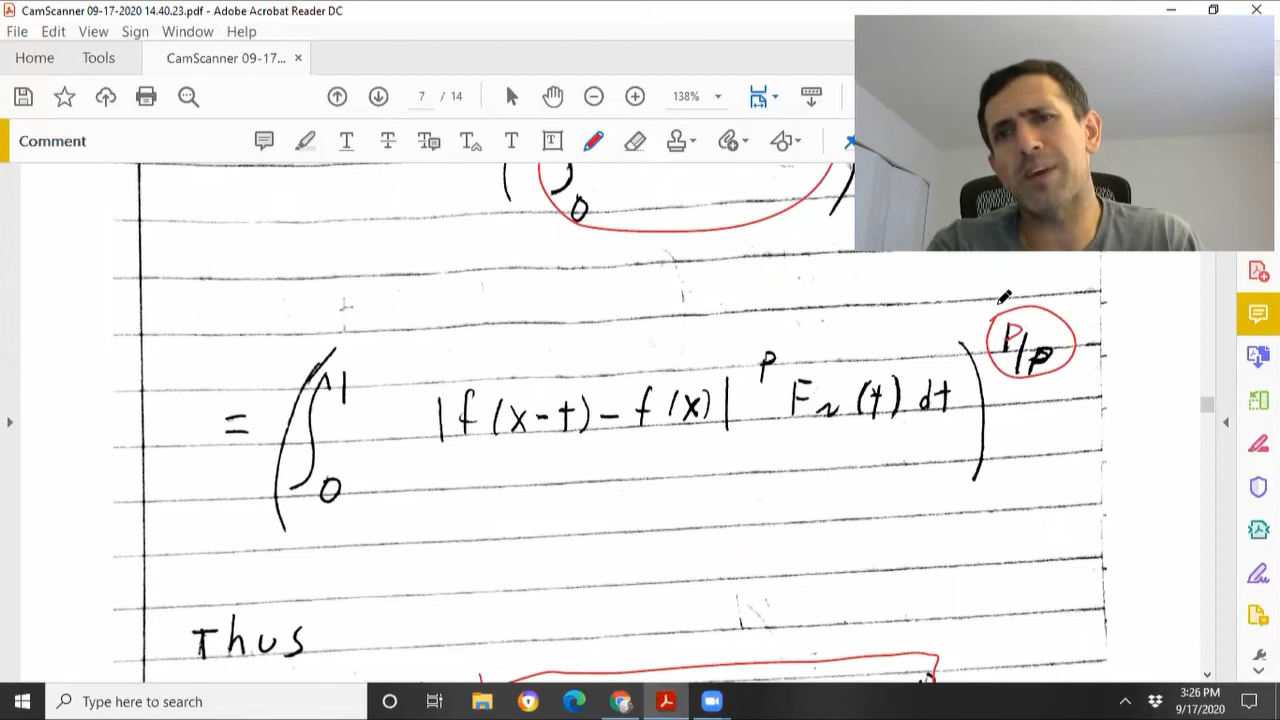 CamScanner 09-17-2020 14.40.23.pdf - Adobe Acrobat Reader DC
File Edit View Sign Window Help
Home Tools CamScanner 09-17... ×
7 / 14 138%
Comment
( ∫_0 )
= ( ∫_0^1 |f(x-t) - f(x)|^p F_N(t) dt )^{p/p}
Thus
Type here to search
3:26 PM
9/17/2020